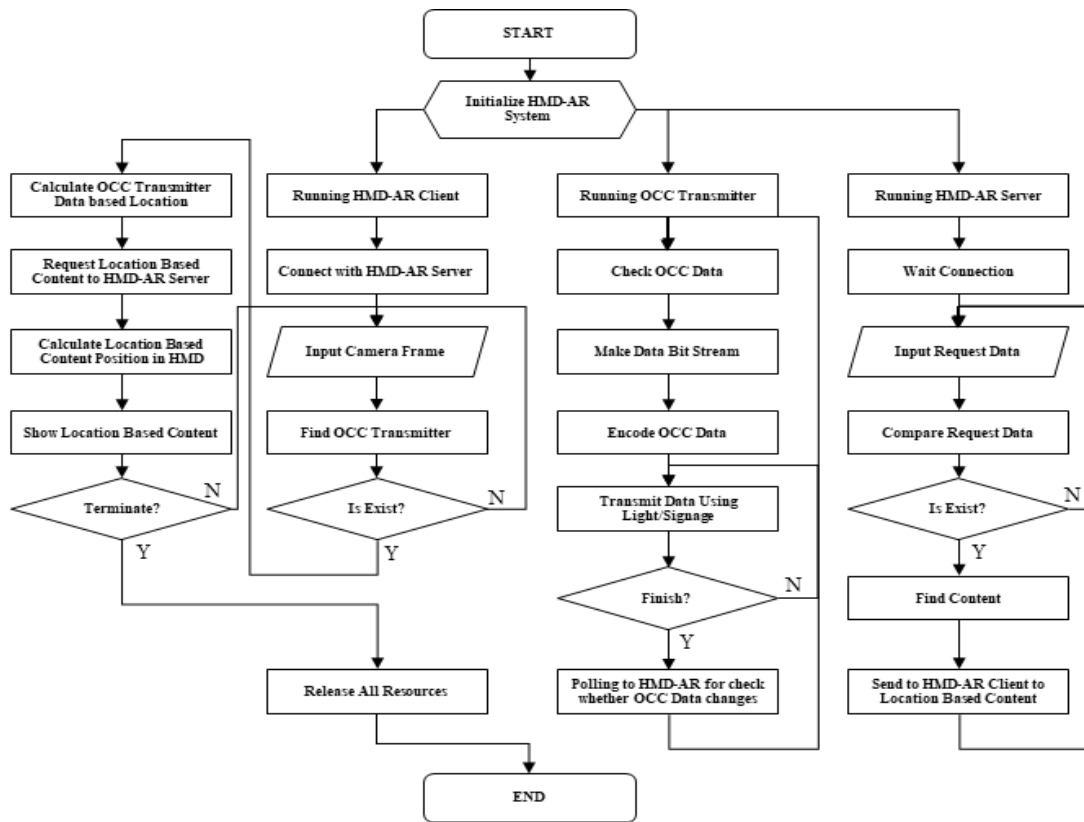 START
Initialize HMD-AR
System
Calculate OCC Transmitter
Data based Location
Request Location Based
Content to HMD-AR Server
Calculate Location Based
Content Position in HMD
Show Location Based Content
Terminate?
N
Y
Running HMD-AR Client
Connect with HMD-AR Server
Input Camera Frame
Find OCC Transmitter
Is Exist?
N
Y
Release All Resources
Running OCC Transmitter
Check OCC Data
Make Data Bit Stream
Encode OCC Data
Transmit Data Using
Light/Signage
Finish?
N
Y
Polling to HMD-AR for check
whether OCC Data changes
Running HMD-AR Server
Wait Connection
Input Request Data
Compare Request Data
Is Exist?
N
Y
Find Content
Send to HMD-AR Client to
Location Based Content
END